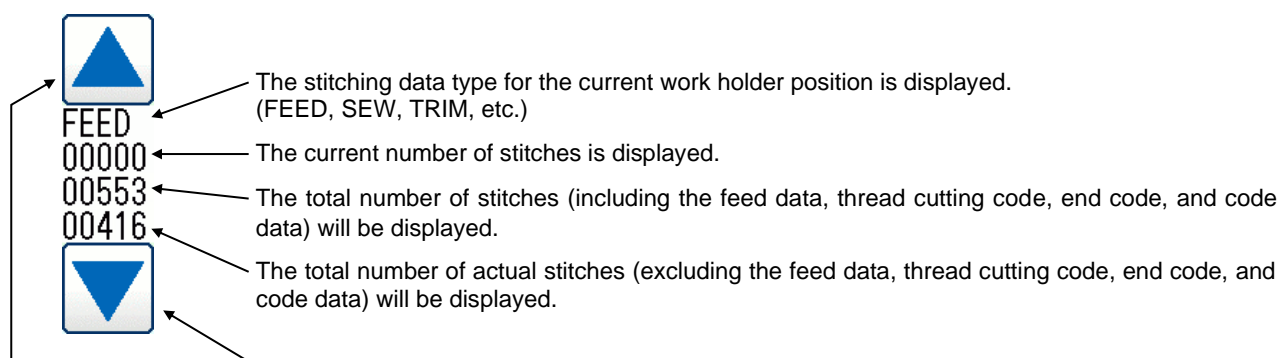 The stitching data type for the current work holder position is displayed.
(FEED, SEW, TRIM, etc.)
FEED
00000
The current number of stitches is displayed.
00553
The total number of stitches (including the feed data, thread cutting code, end code, and code
data) will be displayed.
00416
The total number of actual stitches (excluding the feed data, thread cutting code, end code, and
code data) will be displayed.